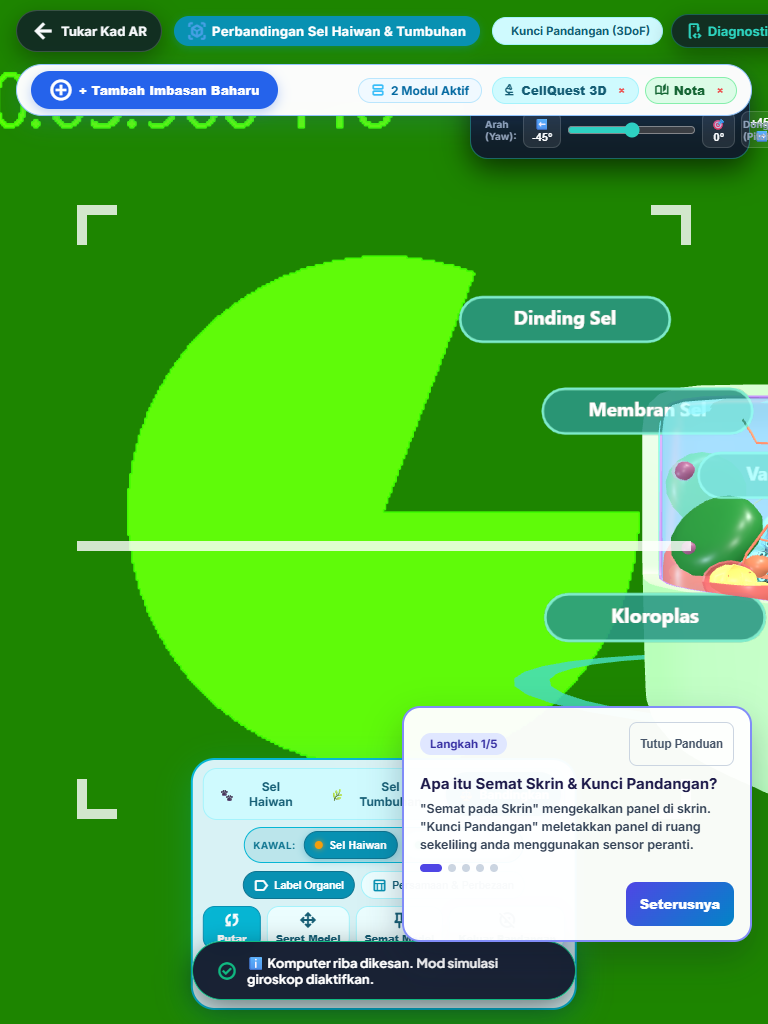 Tukar Kad AR
Perbandingan Sel Haiwan & Tumbuhan
Kunci Pandangan (3DoF)
+ Tambah Imbasan Baharu
2 Modul Aktif
CellQuest 3D ×
Nota ×
Arah
(Yaw):
-45°
0°
Dinding Sel
Membran Sel
Kloroplas
Langkah 1/5
Tutup Panduan
Apa itu Semat Skrin & Kunci Pandangan?
"Semat pada Skrin" mengekalkan panel di skrin.
"Kunci Pandangan" meletakkan panel di ruang
sekeliling anda menggunakan sensor peranti.
Seterusnya
Sel
Haiwan
Sel
KAWAL:
Sel Haiwan
Label Organel
Putar
Seret Model
Semat
Komputer riba dikesan. Mod simulasi
giroskop diaktifkan.